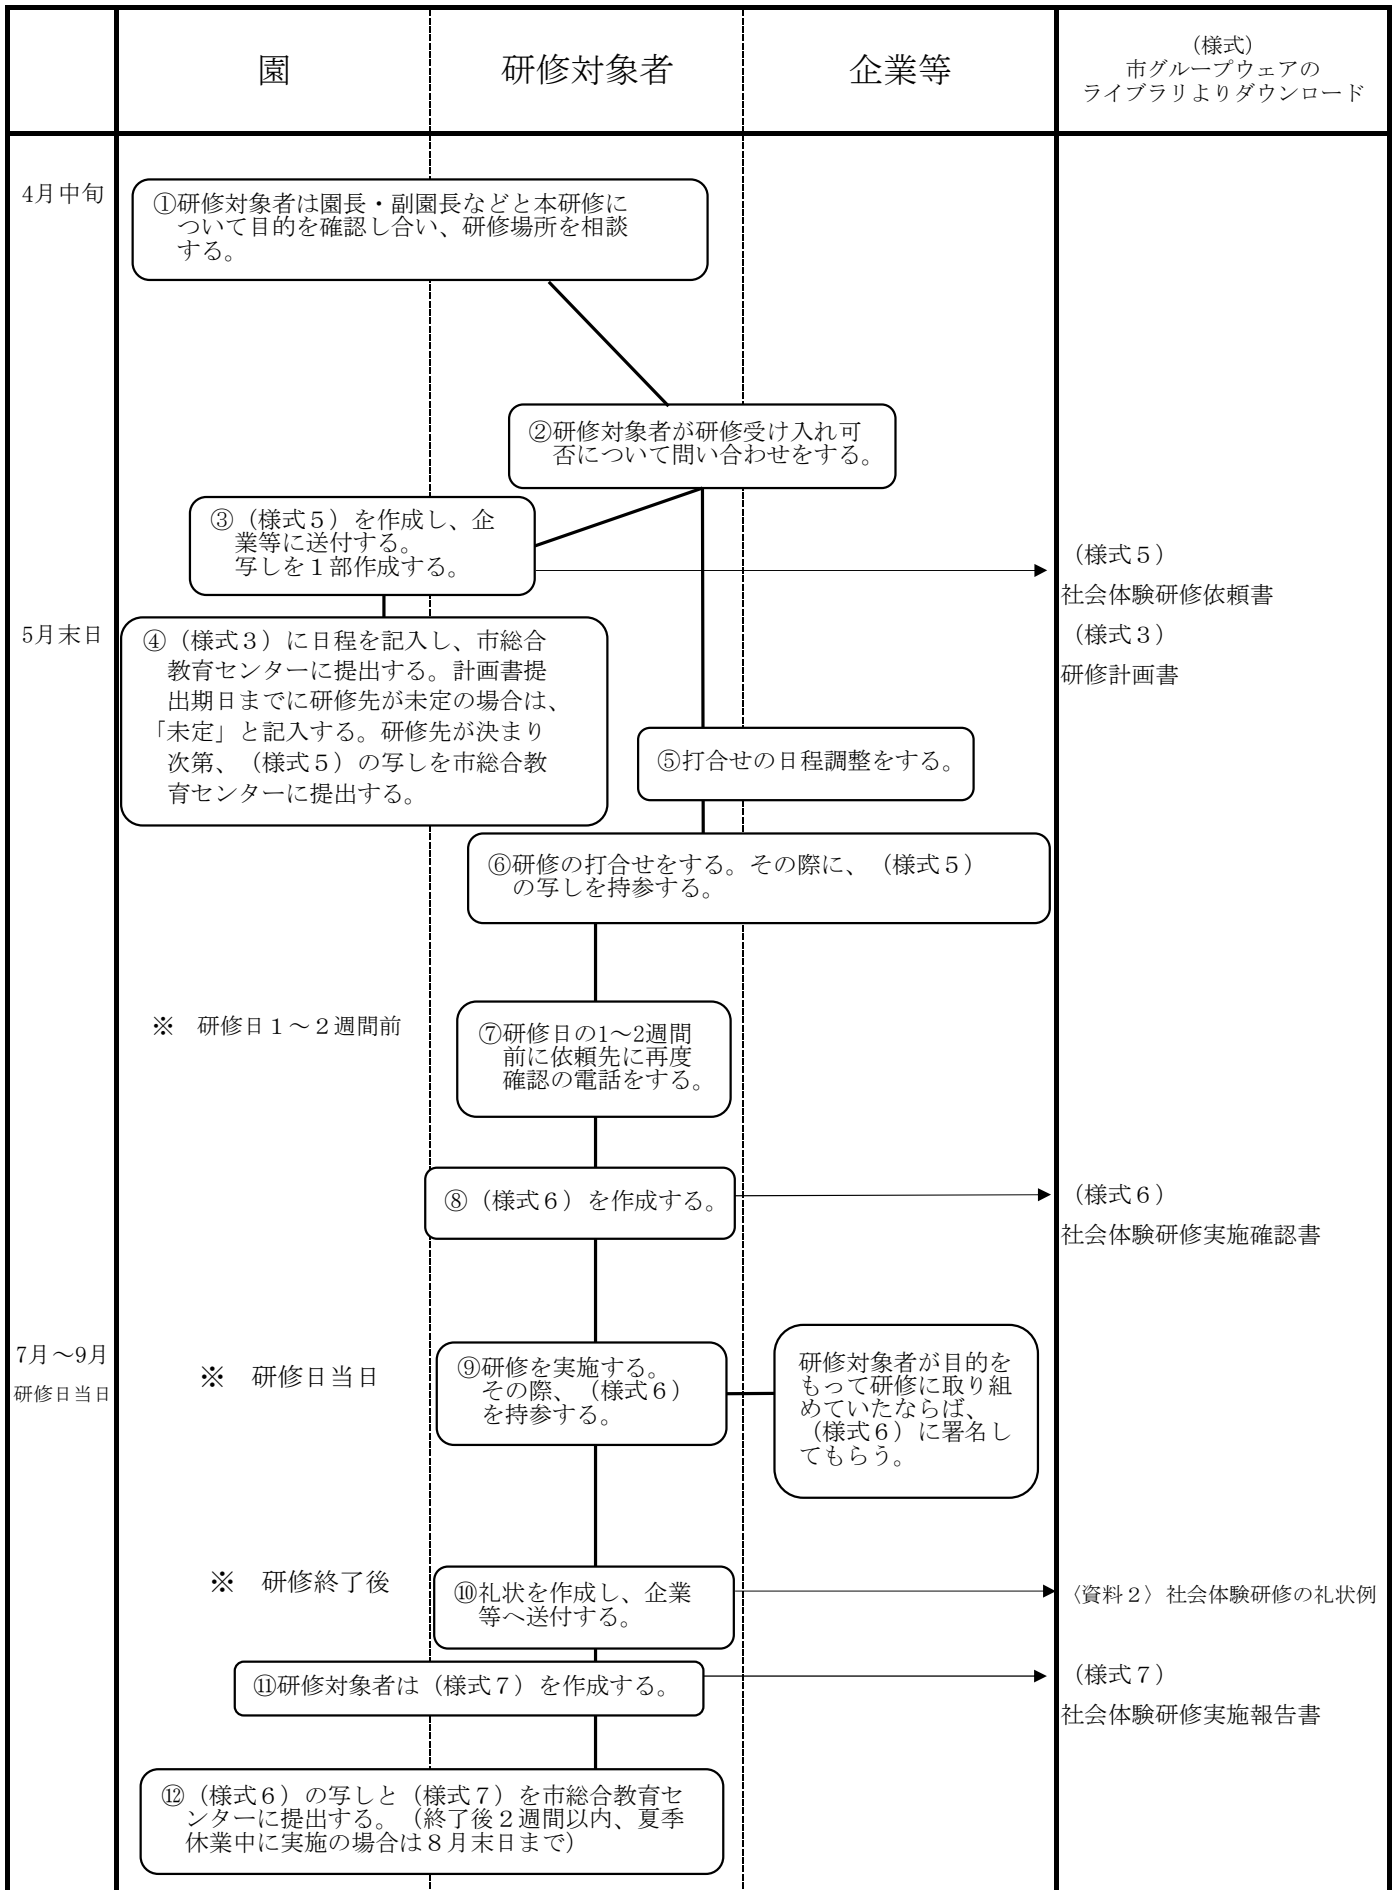 園
研修対象者
企業等
（様式）
市グループウェアの
ライブラリよりダウンロード
4月中旬
①研修対象者は園長・副園長などと本研修に
ついて目的を確認し合い、研修場所を相談
する。
②研修対象者が研修受け入れ可
否について問い合わせをする。
③（様式５）を作成し、企
業等に送付する。
写しを１部作成する。
（様式５）
社会体験研修依頼書
5月末日
④（様式３）に日程を記入し、市総合
教育センターに提出する。計画書提
出期日までに研修先が未定の場合は、
「未定」と記入する。研修先が決まり
次第、（様式５）の写しを市総合教
育センターに提出する。
（様式３）
研修計画書
⑤打合せの日程調整をする。
⑥研修の打合せをする。その際に、（様式５）
の写しを持参する。
※　研修日１～２週間前
⑦研修日の1～2週間
前に依頼先に再度
確認の電話をする。
⑧（様式６）を作成する。
（様式６）
社会体験研修実施確認書
7月～9月
研修日当日
※　研修日当日
⑨研修を実施する。
その際、（様式６）
を持参する。
研修対象者が目的を
もって研修に取り組
めていたならば、
（様式６）に署名し
てもらう。
※　研修終了後
⑩礼状を作成し、企業
等へ送付する。
〈資料２〉社会体験研修の礼状例
⑪研修対象者は（様式７）を作成する。
（様式７）
社会体験研修実施報告書
⑫（様式６）の写しと（様式７）を市総合教育セ
ンターに提出する。（終了後２週間以内、夏季
休業中に実施の場合は８月末日まで）